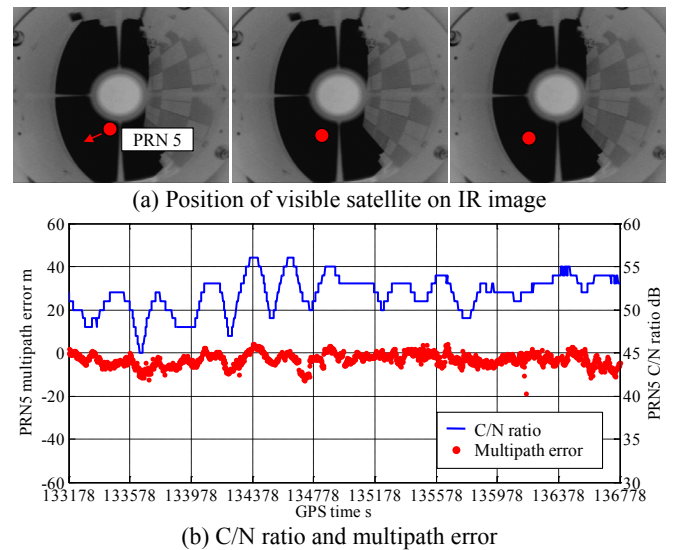 PRN 5
(a) Position of visible satellite on IR image
60
40
20
0
-20
-40
-60
PRN5 multipath error m
60
55
50
45
40
35
30
PRN5 C/N ratio dB
C/N ratio
Multipath error
133178 133578 133978 134378 134778 135178 135578 135978 136378 136778
GPS time s
(b) C/N ratio and multipath error